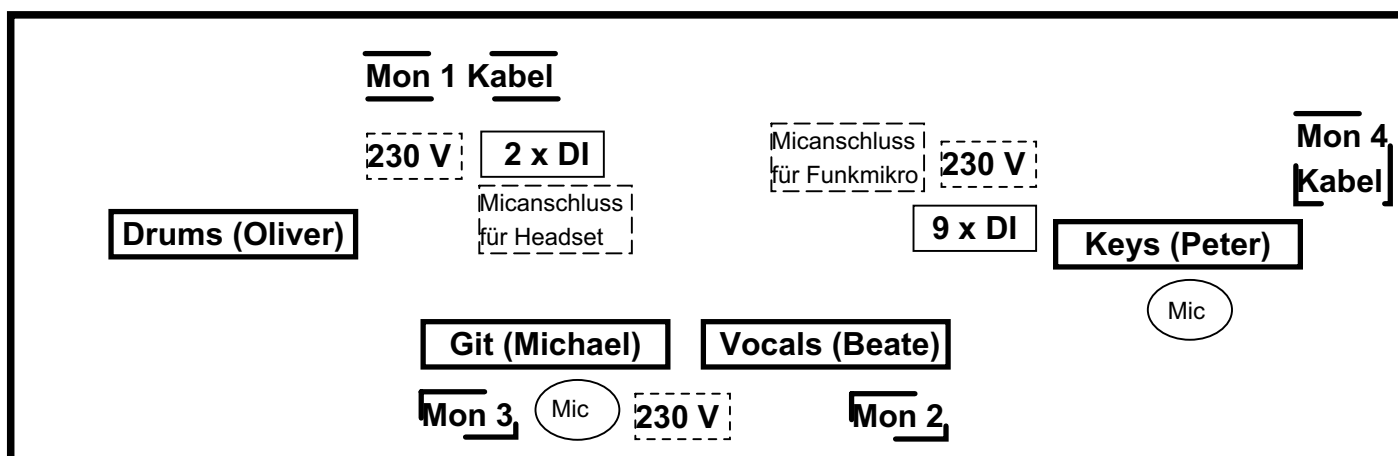 Mon 1 Kabel
230 V
2 x DI
Micanschluss
für Headset
Micanschluss
für Funkmikro
230 V
Mon 4
Kabel
Drums (Oliver)
9 x DI
Keys (Peter)
Mic
Git (Michael)
Vocals (Beate)
Mon 3
Mic
230 V
Mon 2